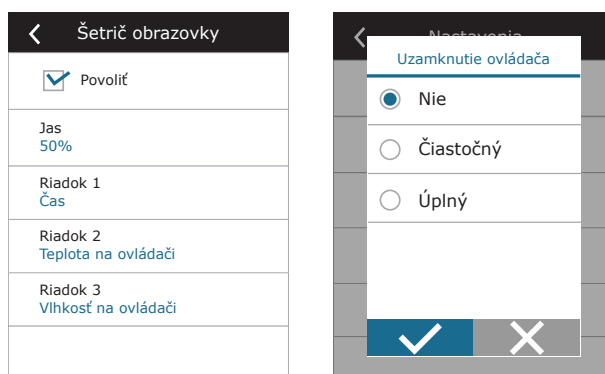 Šetrič obrazovky
Povoliť
Jas
50%
Riadok 1
Čas
Riadok 2
Teplota na ovládači
Riadok 3
Vlhkosť na ovládači
Nastavenia
Uzamknutie ovládača
Nie
Čiastočný
Úplný